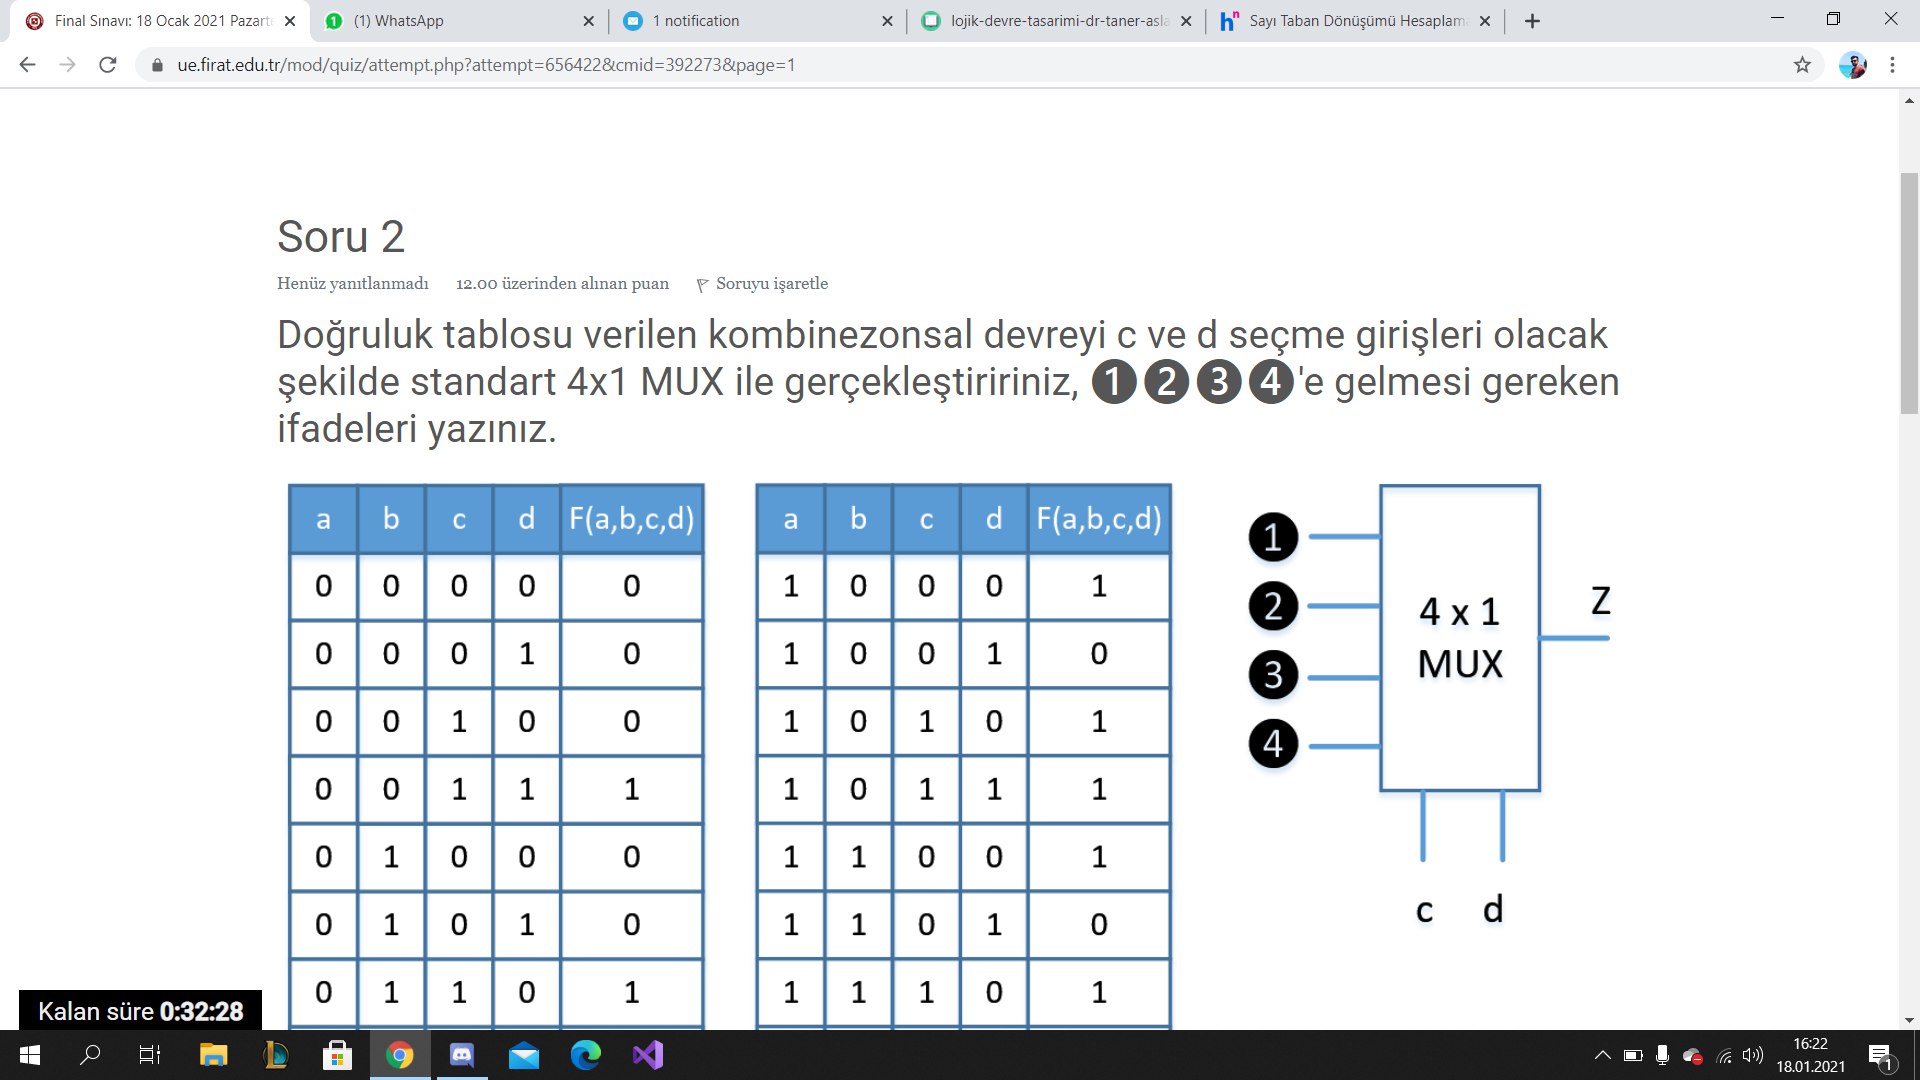 Final Sınavı: 18 Ocak 2021 Pazart
(1) WhatsApp
1 notification
lojik-devre-tasarimi-dr-taner-asla
Sayı Taban Dönüşümü Hesaplam
ue.firat.edu.tr/mod/quiz/attempt.php?attempt=656422&cmid=392273&page=1
Soru 2
Henüz yanıtlanmadı 12.00 üzerinden alınan puan Soruyu işaretle
Doğruluk tablosu verilen kombinezonsal devreyi c ve d seçme girişleri olacak
şekilde standart 4x1 MUX ile gerçekleştiririniz, ❶❷❸❹'e gelmesi gereken
ifadeleri yazınız.
a b c d F(a,b,c,d)
0 0 0 0 0
0 0 0 1 0
0 0 1 0 0
0 0 1 1 1
0 1 0 0 0
0 1 0 1 0
0 1 1 0 1
a b c d F(a,b,c,d)
1 0 0 0 1
1 0 0 1 0
1 0 1 0 1
1 0 1 1 1
1 1 0 0 1
1 1 0 1 0
1 1 1 0 1
1
2
3
4
4 x 1
MUX
Z
c d
Kalan süre 0:32:28
16:22
18.01.2021
1